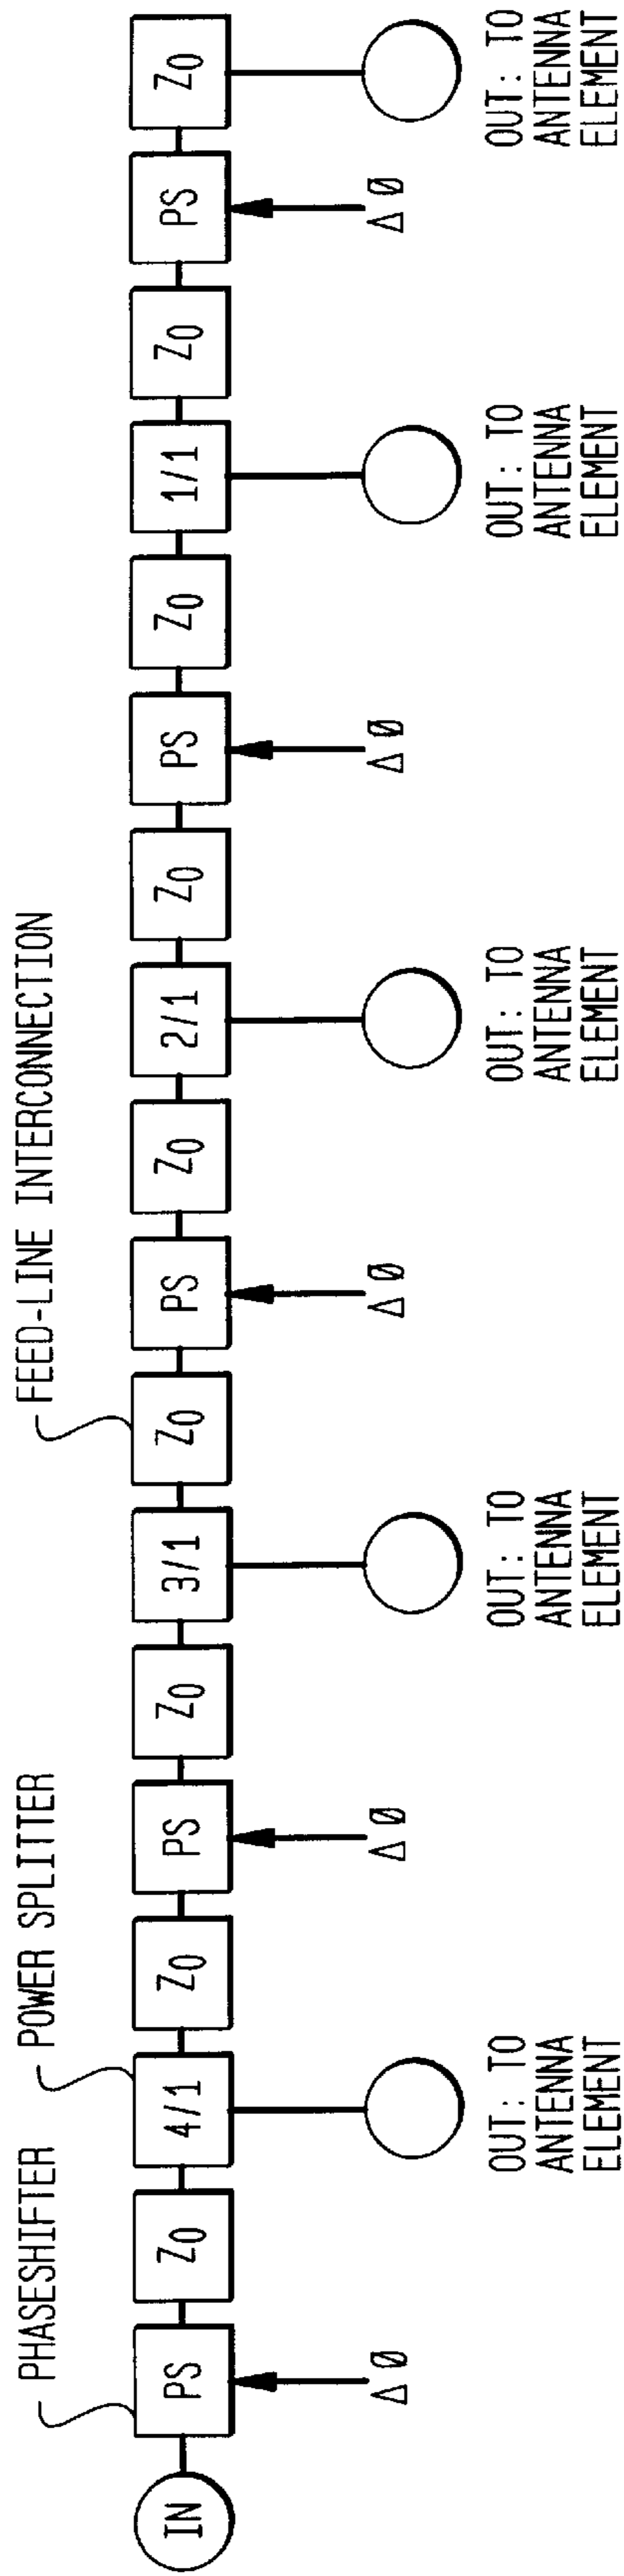 PHASESHIFTER
POWER SPLITTER
FEED-LINE INTERCONNECTION
IN
PS
Z0
4/1
Z0
PS
Z0
3/1
Z0
PS
Z0
2/1
Z0
PS
Z0
1/1
Z0
PS
Z0
Δ Ø
Δ Ø
Δ Ø
Δ Ø
Δ Ø
OUT: TO
ANTENNA
ELEMENT
OUT: TO
ANTENNA
ELEMENT
OUT: TO
ANTENNA
ELEMENT
OUT: TO
ANTENNA
ELEMENT
OUT: TO
ANTENNA
ELEMENT